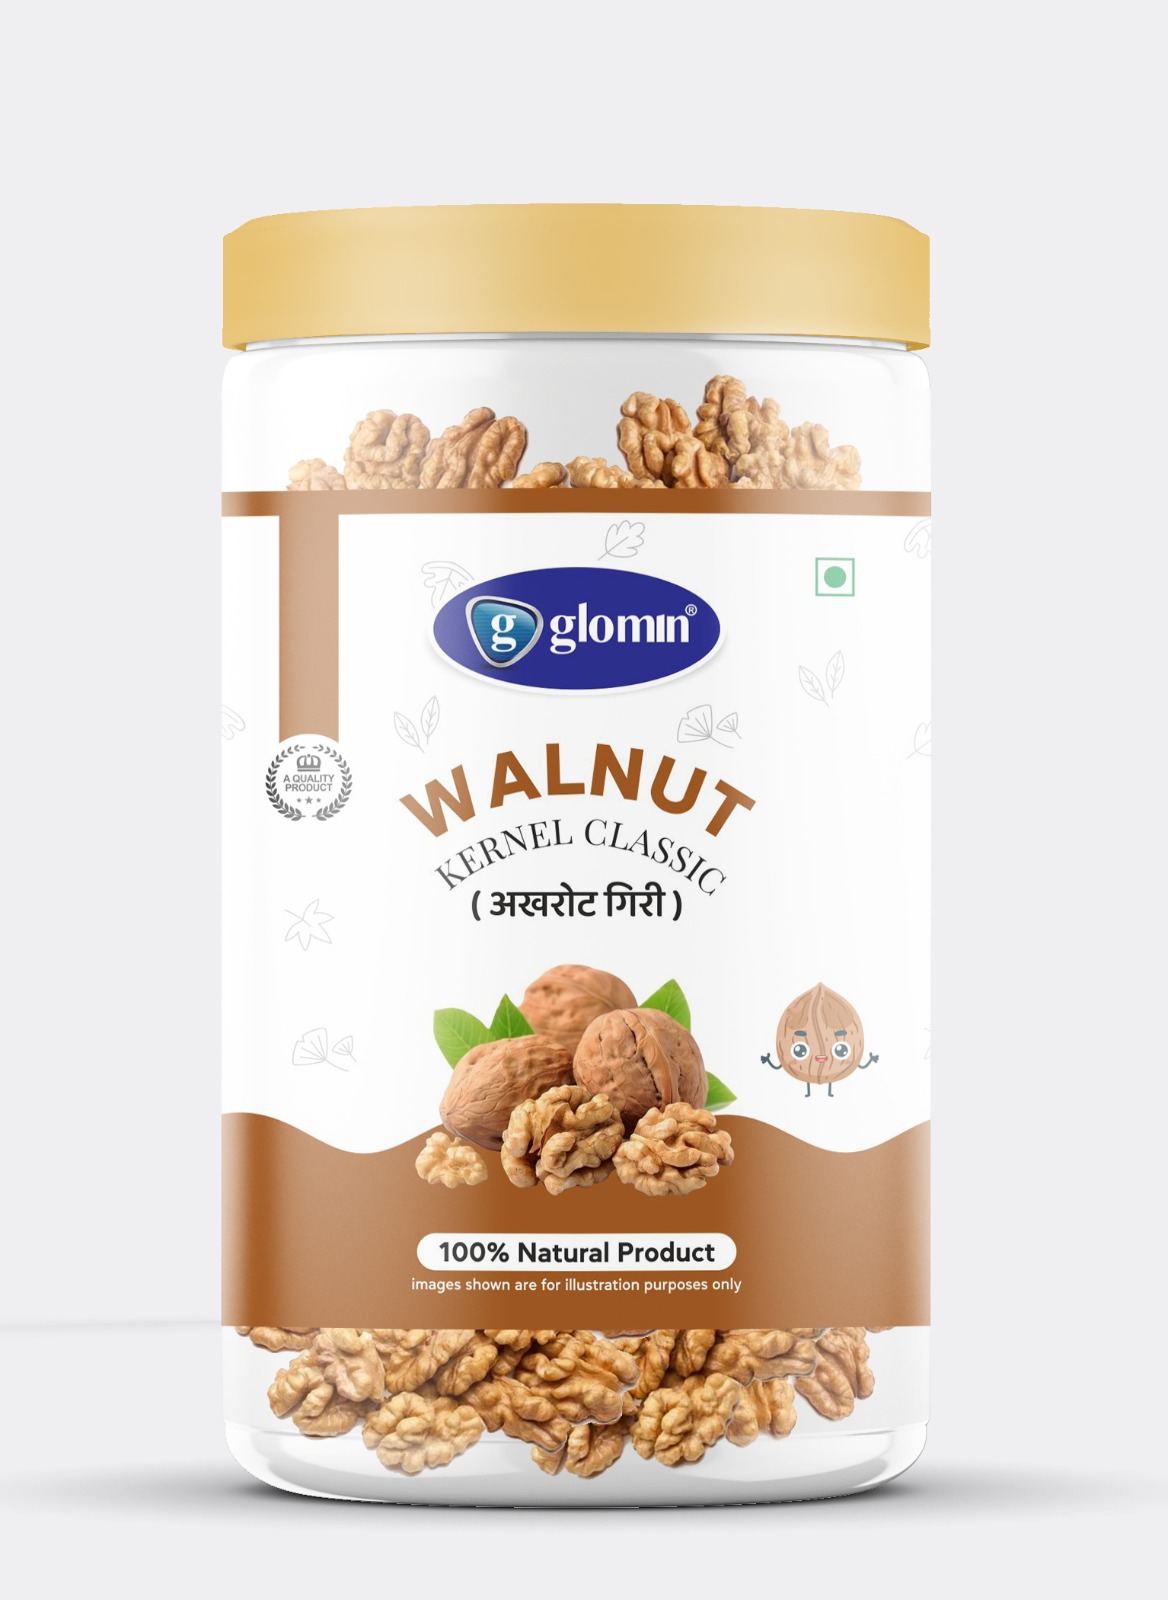 g glomin®
A QUALITY
PRODUCT
WALNUT
KERNEL CLASSIC
( अखरोट गिरी )
100% Natural Product
images shown are for illustration purposes only